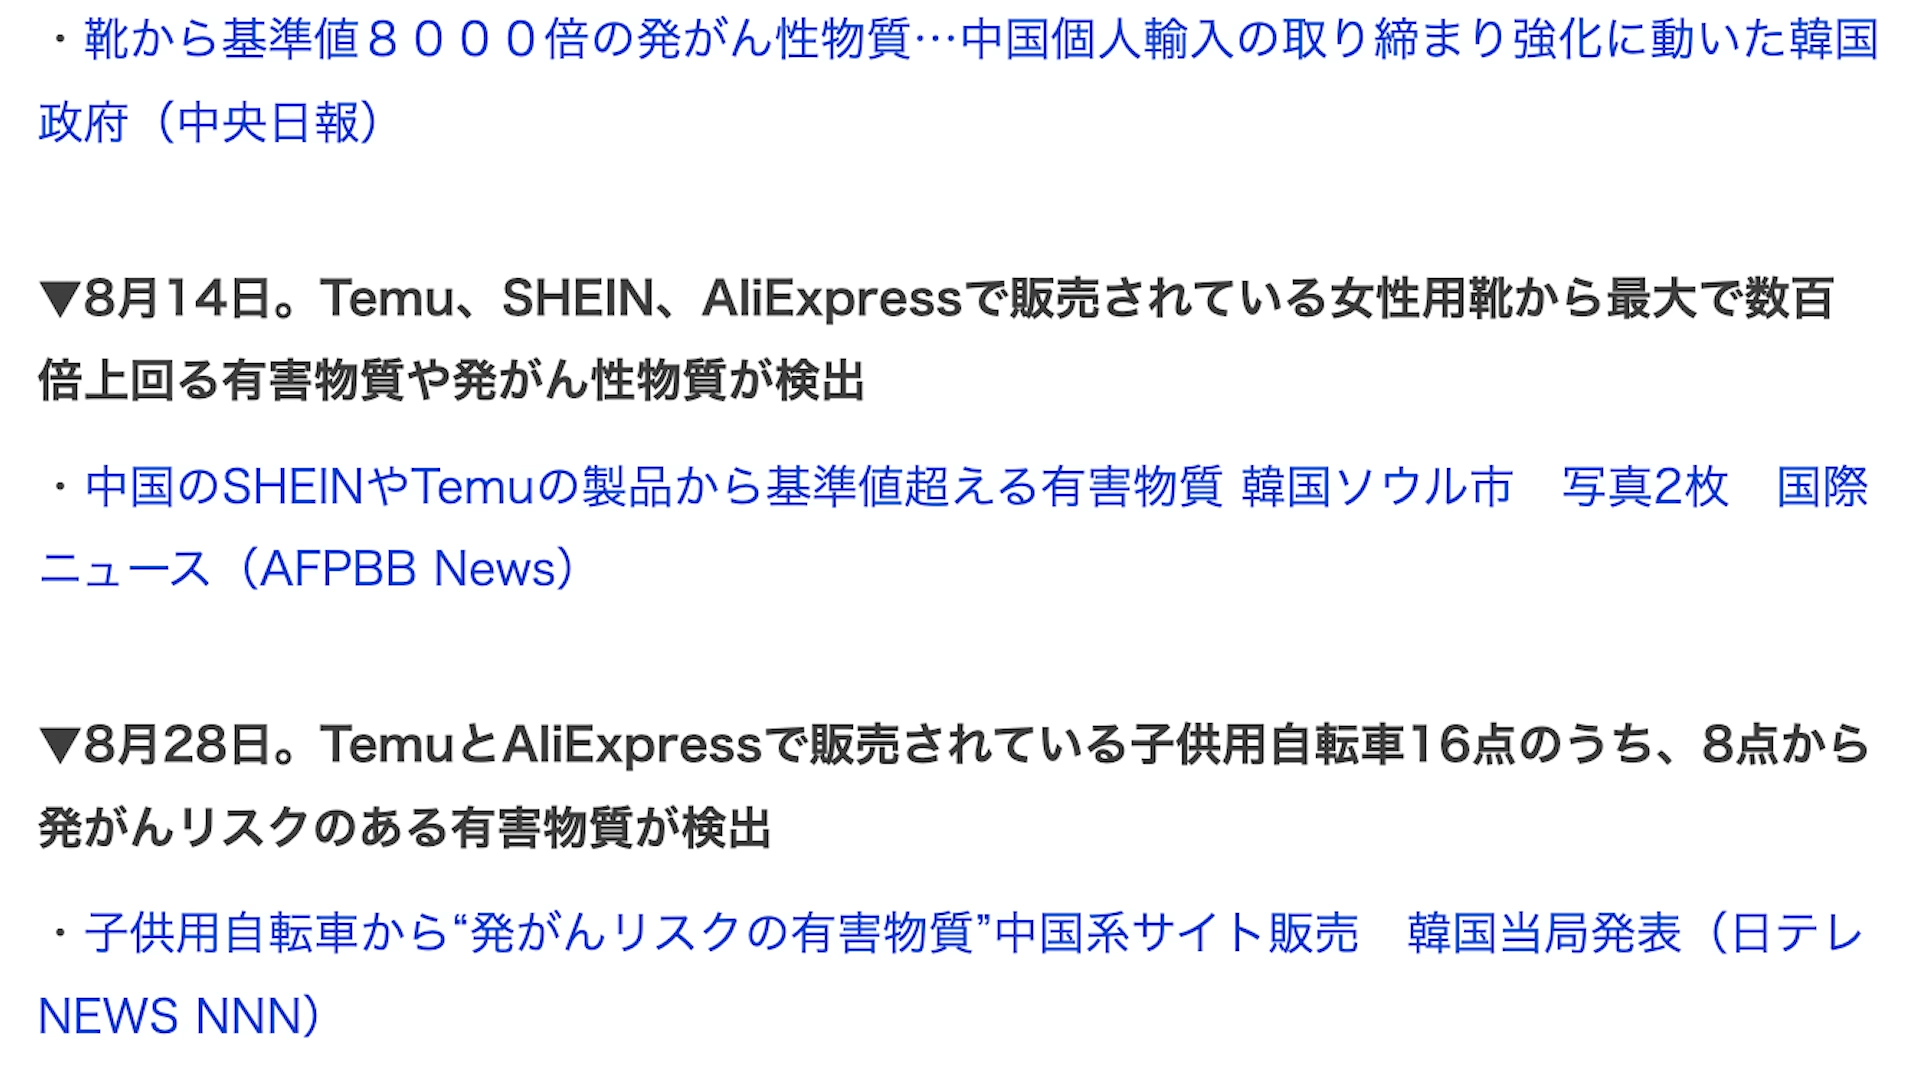 ・靴から基準値８０００倍の発がん性物質…中国個人輸入の取り締まり強化に動いた韓国
政府（中央日報）
▼8月14日。Temu、SHEIN、AliExpressで販売されている女性用靴から最大で数百
倍上回る有害物質や発がん性物質が検出
・中国のSHEINやTemuの製品から基準値超える有害物質 韓国ソウル市　写真2枚　国際
ニュース（AFPBB News）
▼8月28日。TemuとAliExpressで販売されている子供用自転車16点のうち、8点から
発がんリスクのある有害物質が検出
・子供用自転車から“発がんリスクの有害物質”中国系サイト販売　韓国当局発表（日テレ
NEWS NNN）